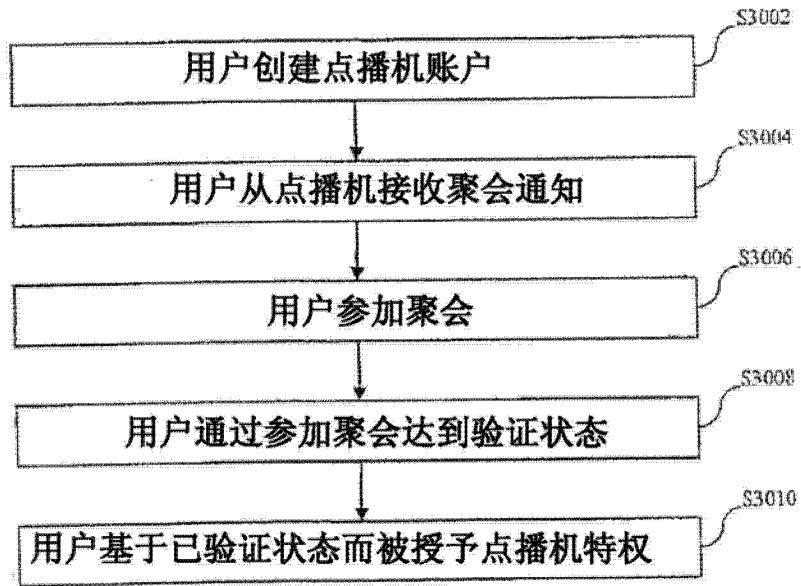 S3002
用户创建点播机账户
S3004
用户从点播机接收聚会通知
S3006
用户参加聚会
S3008
用户通过参加聚会达到验证状态
S3010
用户基于已验证状态而被授予点播机特权